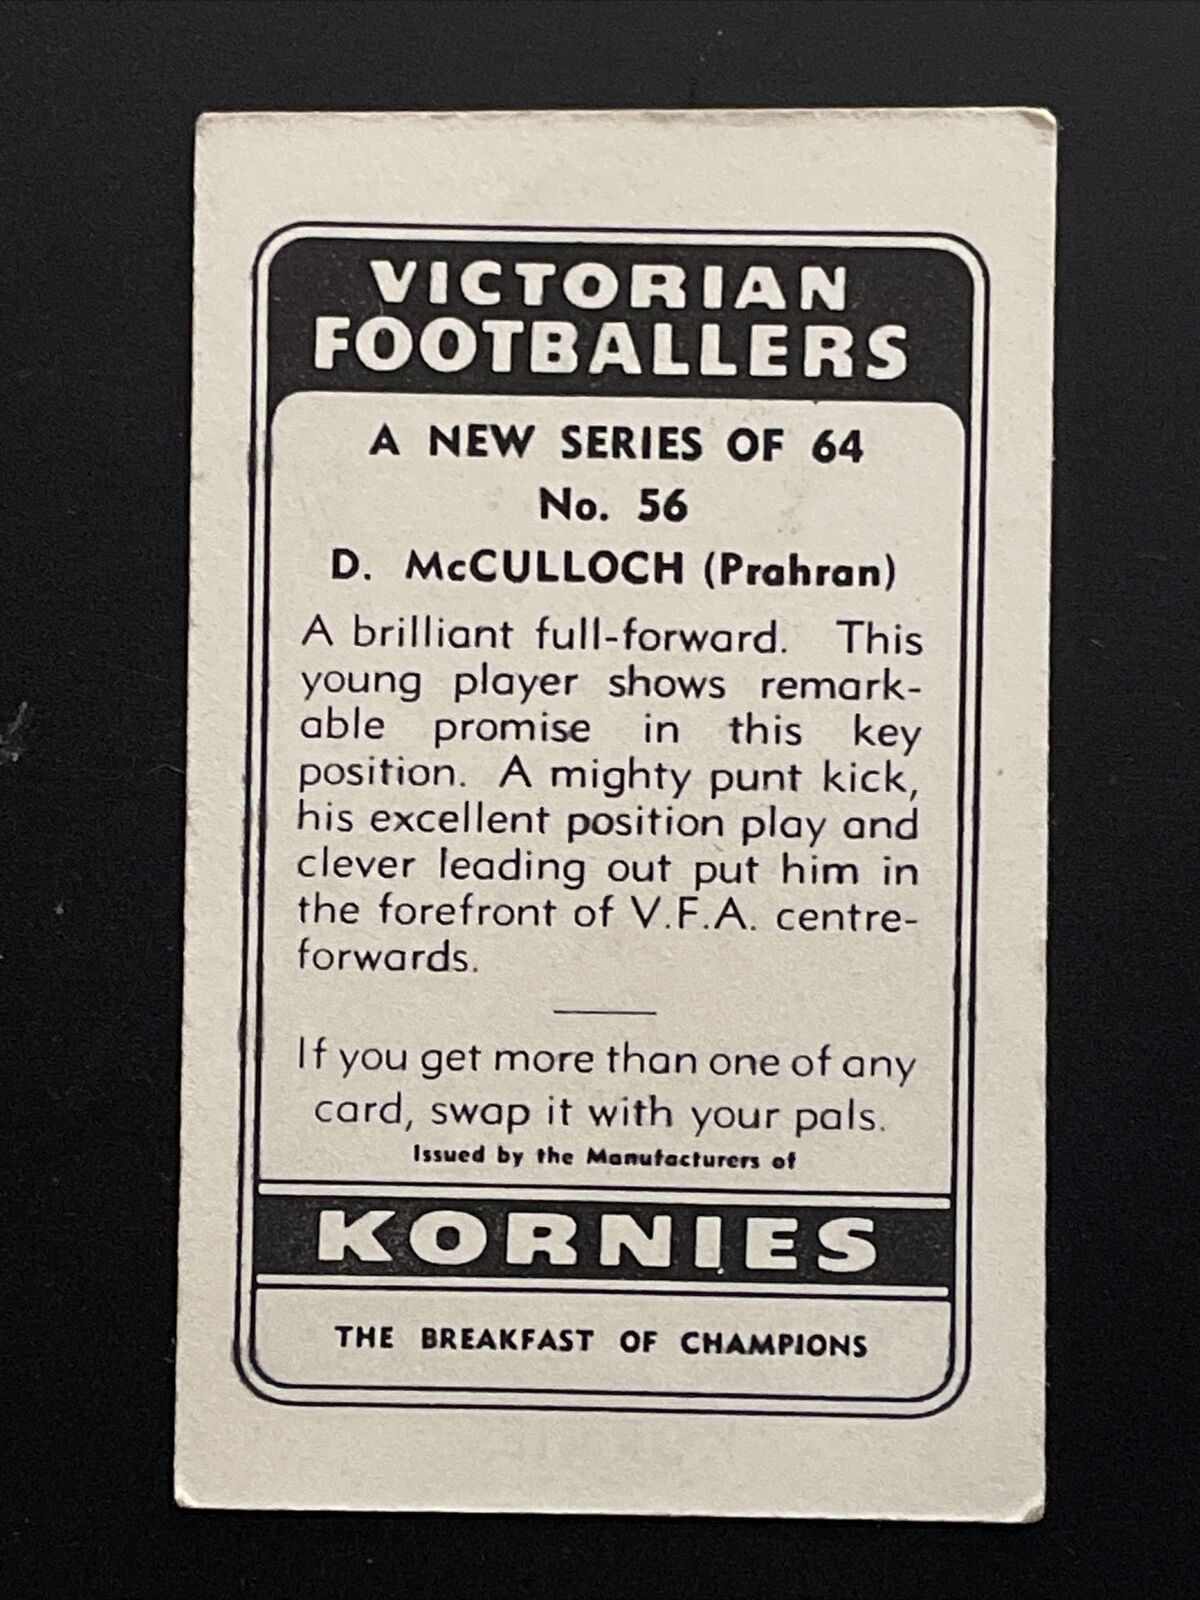 VICTORIAN
FOOTBALLERS
A NEW SERIES OF 64
No. 56
D. McCULLOCH (Prahran)
A brilliant full-forward. This
young player shows remark-
able promise in this key
position. A mighty punt kick,
his excellent position play and
clever leading out put him in
the forefront of V.F.A. centre-
forwards.
If you get more than one of any
card, swap it with your pals.
Issued by the Manufacturers of
KORNIES
THE BREAKFAST OF CHAMPIONS